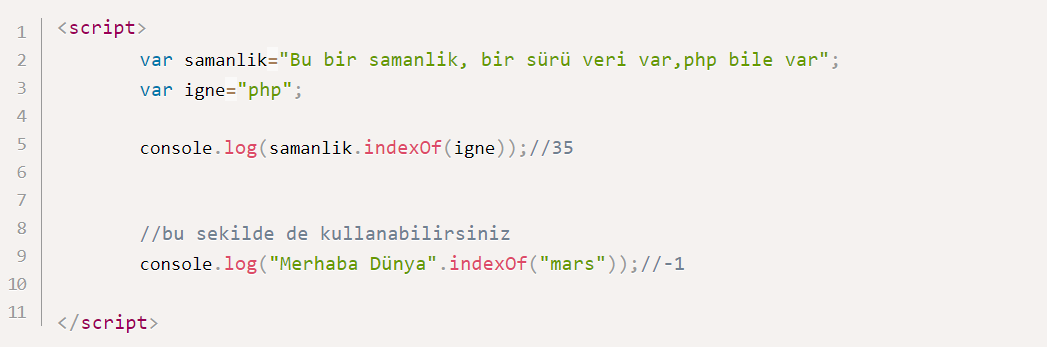 1 <script>
2 var samanlik="Bu bir samanlik, bir sürü veri var,php bile var";
3 var igne="php";
4
5 console.log(samanlik.indexOf(igne));//35
6
7
8 //bu sekilde de kullanabilirsiniz
9 console.log("Merhaba Dünya".indexOf("mars"));//-1
10
11 </script>